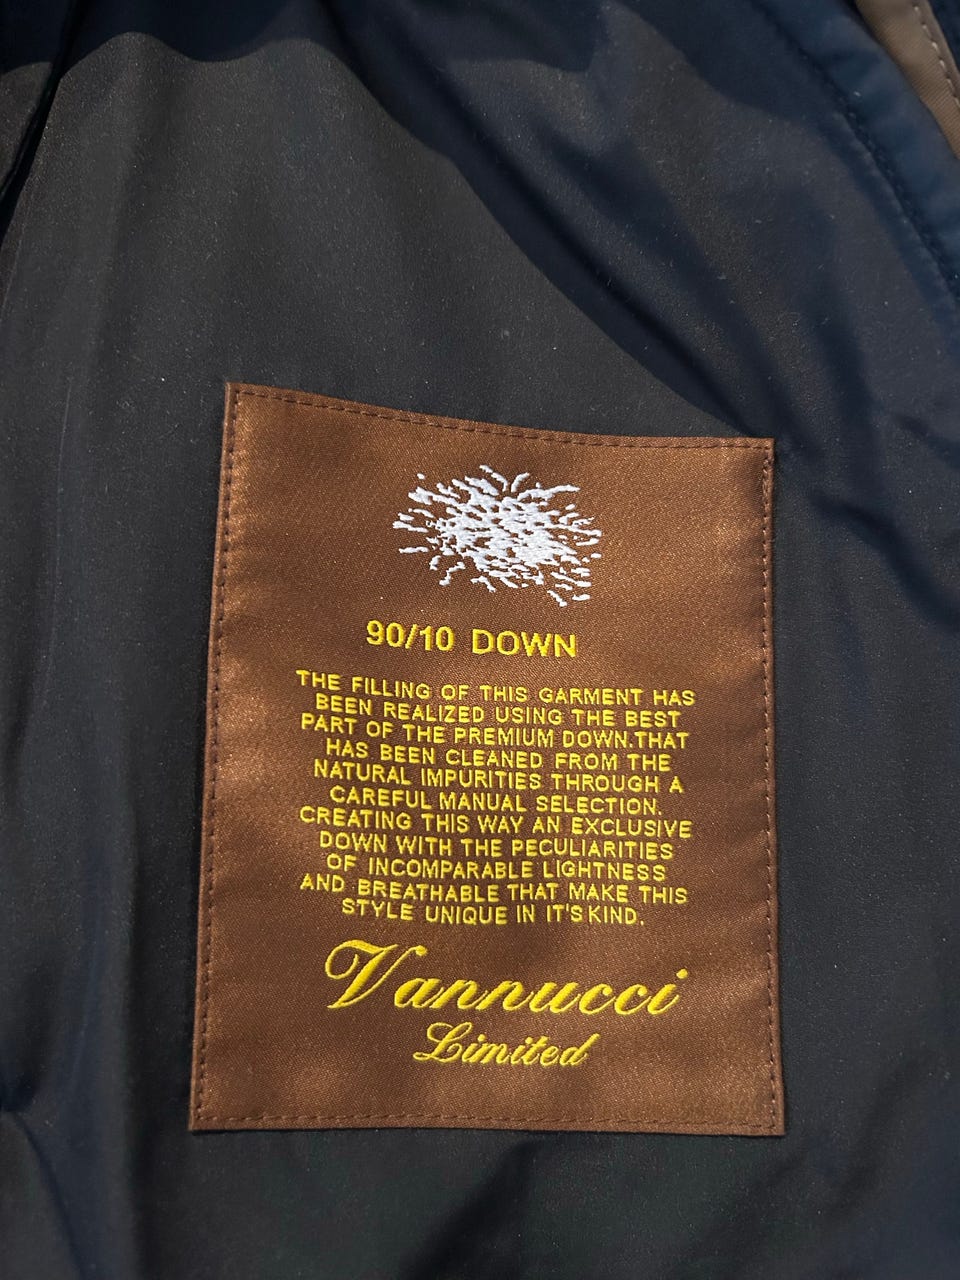 90/10 DOWN
THE FILLING OF THIS GARMENT HAS
BEEN REALIZED USING THE BEST
PART OF THE PREMIUM DOWN.THAT
HAS BEEN CLEANED FROM THE
NATURAL IMPURITIES THROUGH A
CAREFUL MANUAL SELECTION.
CREATING THIS WAY AN EXCLUSIVE
DOWN WITH THE PECULIARITIES
OF INCOMPARABLE LIGHTNESS
AND BREATHABLE THAT MAKE THIS
STYLE UNIQUE IN IT'S KIND.
Vannucci
Limited